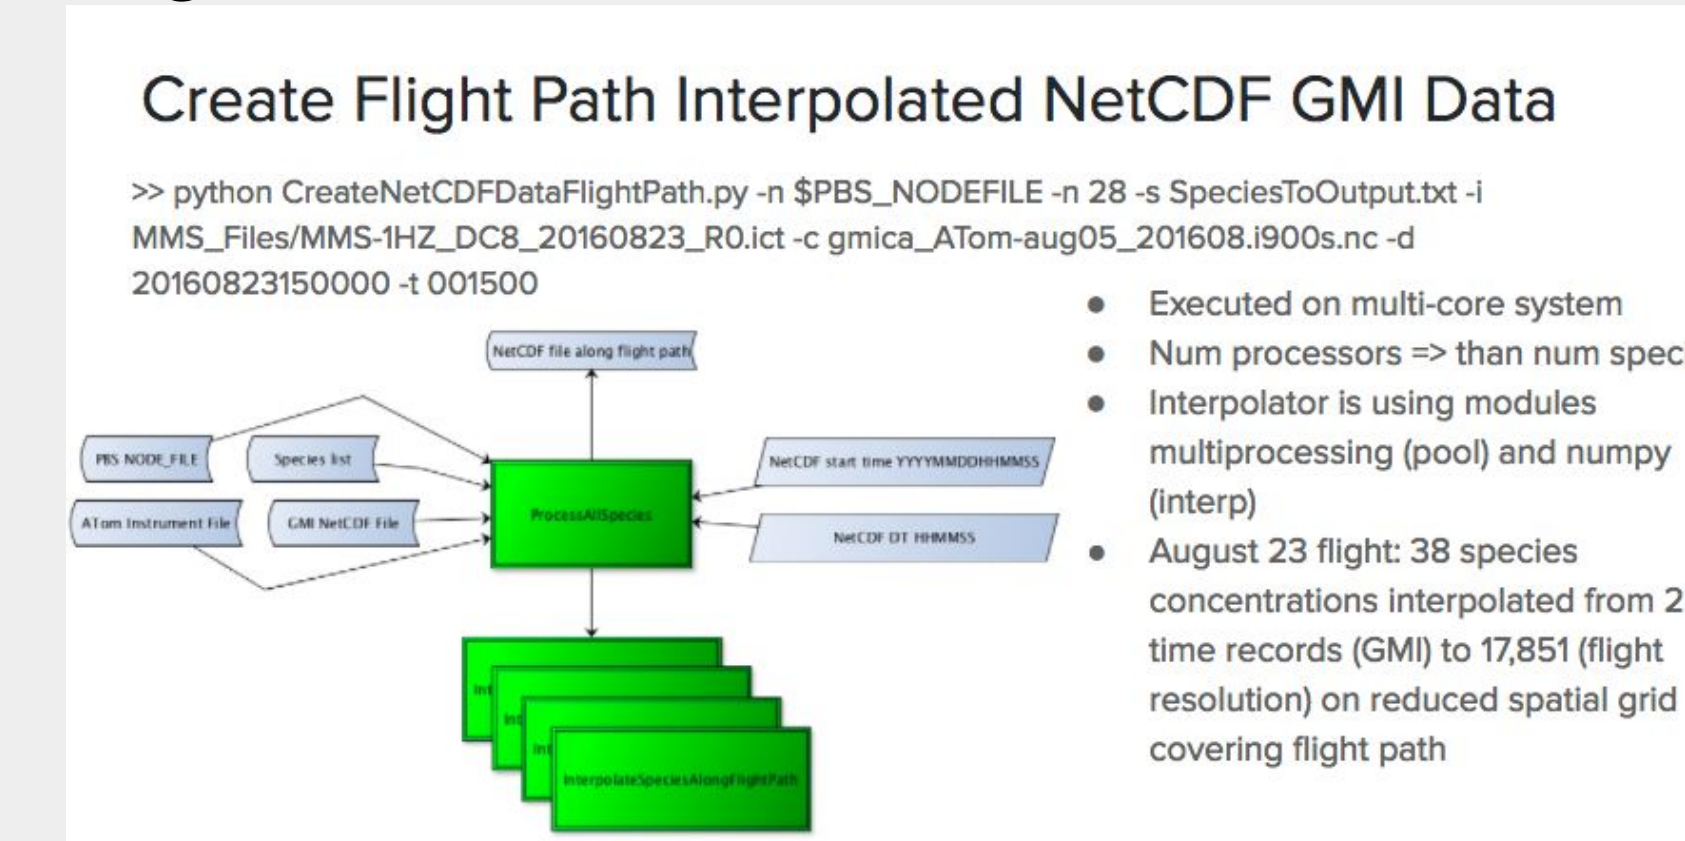 Create Flight Path Interpolated NetCDF GMI Data
>> python CreateNetCDFDataFlightPath.py -n $PBS_NODEFILE -n 28 -s SpeciesToOutput.txt -i
MMS_Files/MMS-1HZ_DC8_20160823_R0.ict -c gmica_ATom-aug05_201608.i900s.nc -d
20160823150000 -t 001500
NetCDF file along flight path
PBS NODE_FILE
Species list
ATom Instrument File
GMI NetCDF File
ProcessAllSpecies
NetCDF start time YYYYMMDDHHMMSS
NetCDF DT HHMMSS
Int
Int
Int
InterpolateSpeciesAlongFlightPath
● Executed on multi-core system
● Num processors => than num spec
● Interpolator is using modules
multiprocessing (pool) and numpy
(interp)
● August 23 flight: 38 species
concentrations interpolated from 2
time records (GMI) to 17,851 (flight
resolution) on reduced spatial grid
covering flight path